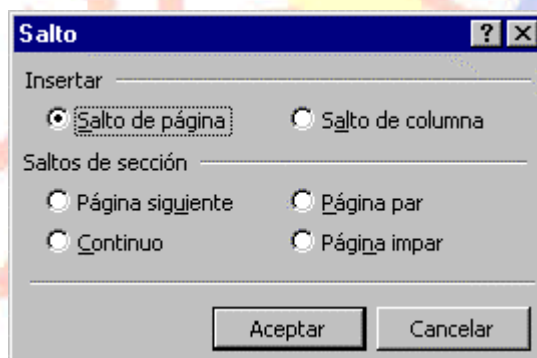 Salto
Insertar
Salto de página Salto de columna
Saltos de sección
Página siguiente Página par
Continuo Página impar
Aceptar Cancelar